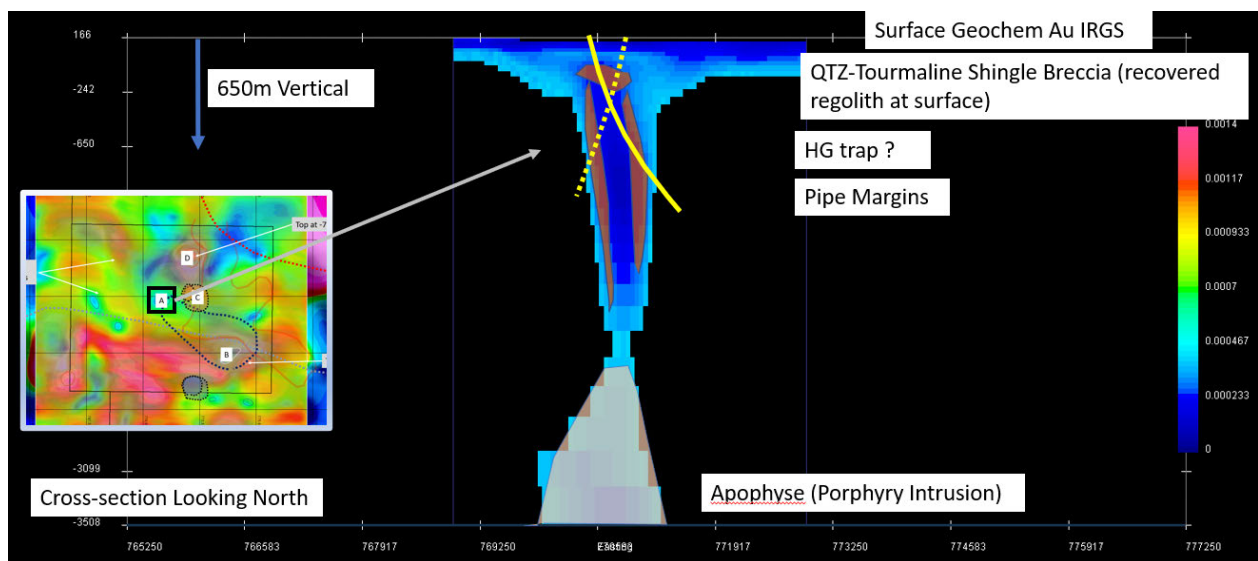 Surface Geochem Au IRGS
166
650m Vertical
QTZ-Tourmaline Shingle Breccia (recovered
regolith at surface)
-242
HG trap ?
0.0014
-650
Pipe Margins
0.00117
Top at -7
0.000933
D
A
C
0.0007
B
0.000467
0.000233
0
-3099
Cross-section Looking North
Apophyse (Porphyry Intrusion)
-3508
765250
766583
767917
769250
771917
773250
774583
775917
777250